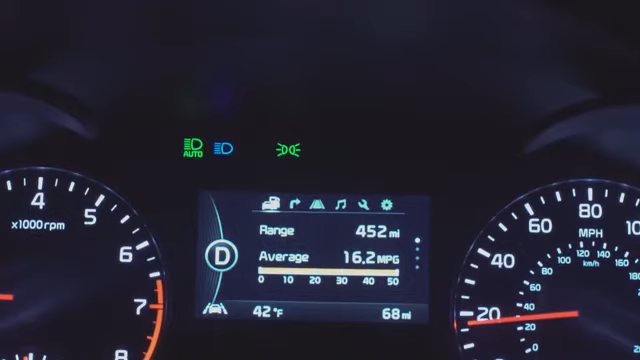 AUTO
4
5
6
7
8
x1000rpm
D
Range 452 mi
Average 16.2 MPG
0 10 20 30 40 50
42°F 68 mi
20
40
60
80
MPH
km/h
0
20
40
60
80
100
120
140
160